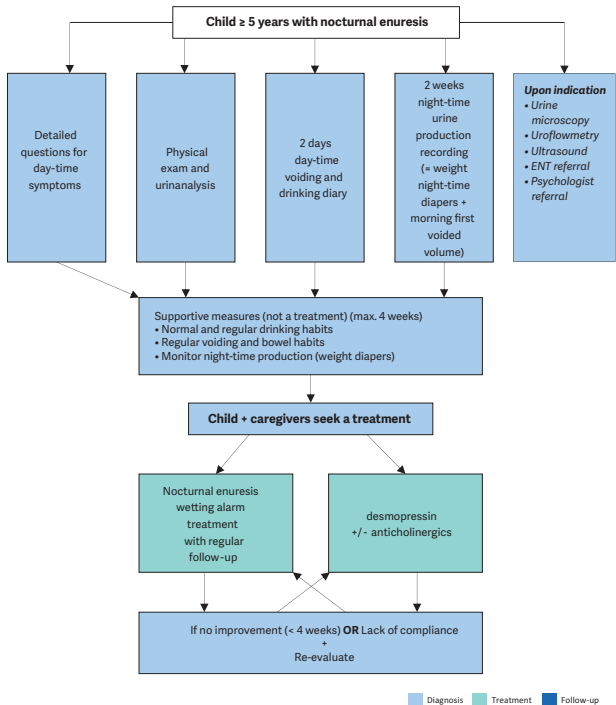 Child ≥ 5 years with nocturnal enuresis
Detailed
questions for
day-time
symptoms
Physical
exam and
urinanalysis
2 days
day-time
voiding and
drinking diary
2 weeks
night-time
urine
production
recording
(= weight
night-time
diapers +
morning first
voided
volume)
Upon indication
• Urine
microscopy
• Uroflowmetry
• Ultrasound
• ENT referral
• Psychologist
referral
Supportive measures (not a treatment) (max. 4 weeks)
• Normal and regular drinking habits
• Regular voiding and bowel habits
• Monitor night-time production (weight diapers)
Child + caregivers seek a treatment
Nocturnal enuresis
wetting alarm
treatment
with regular
follow-up
desmopressin
+/- anticholinergics
If no improvement (< 4 weeks) OR Lack of compliance
+
Re-evaluate
Diagnosis
Treatment
Follow-up